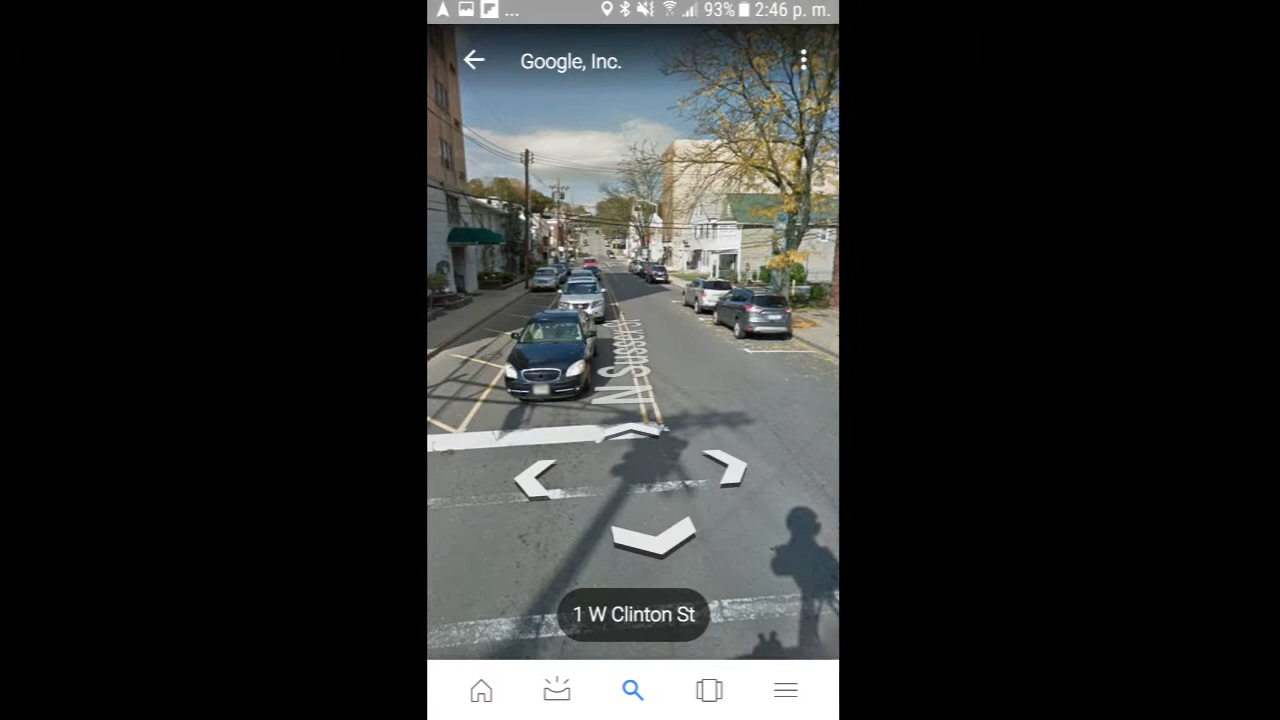 ... 93% 2:46 p. m.
Google, Inc.
N Sussex St
1 W Clinton St